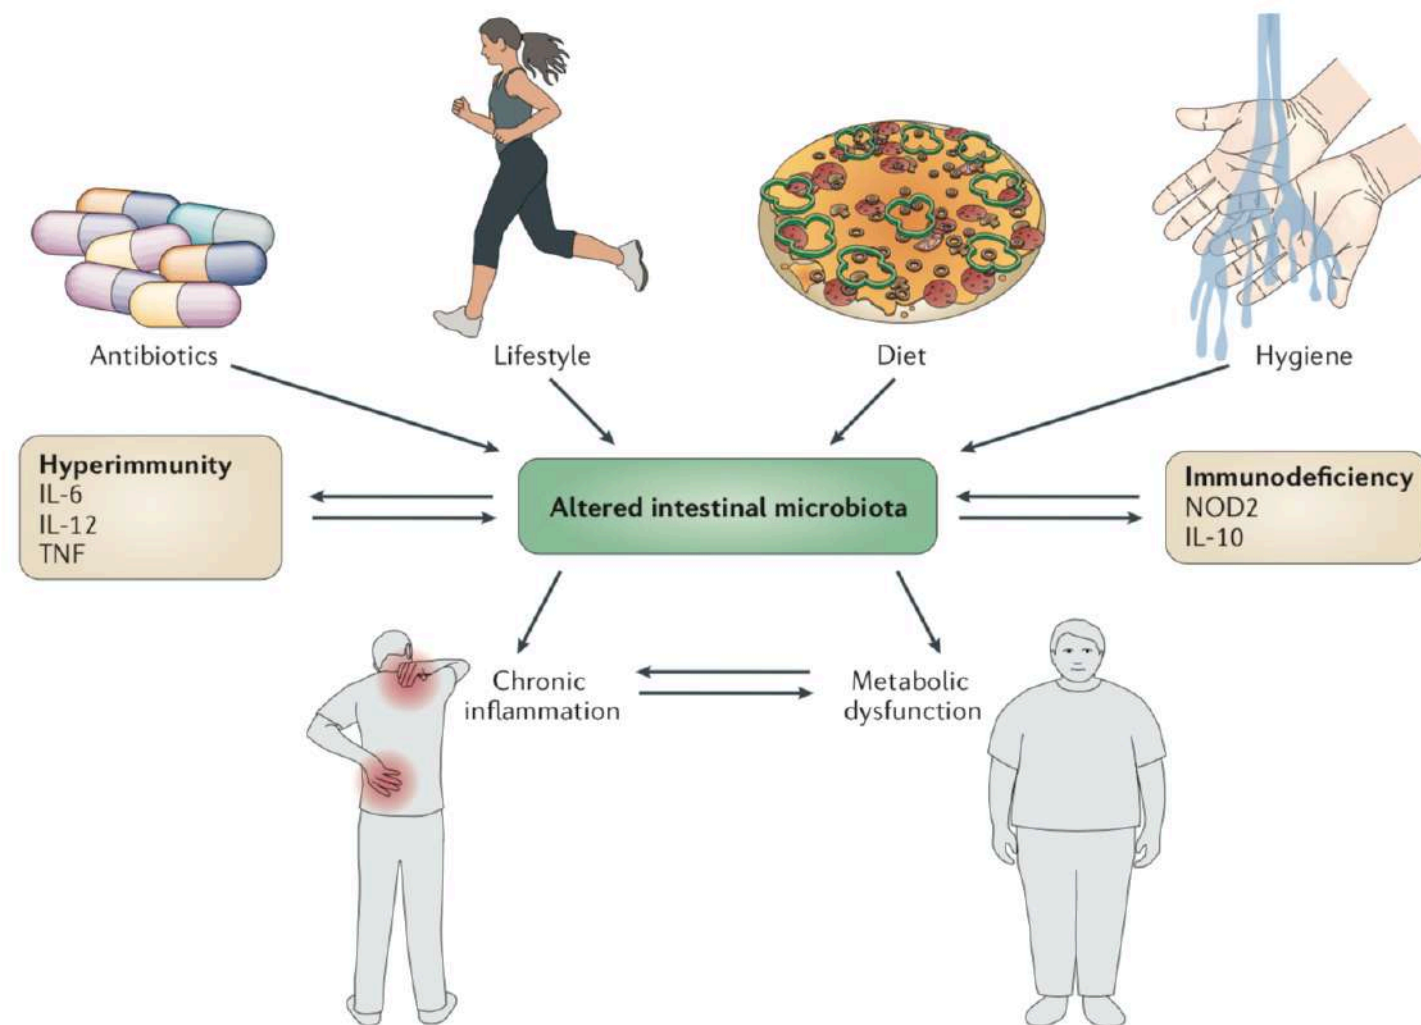 Antibiotics
Lifestyle
Diet
Hygiene
Hyperimmunity
IL-6
IL-12
TNF
Altered intestinal microbiota
Immunodeficiency
NOD2
IL-10
Chronic
inflammation
Metabolic
dysfunction